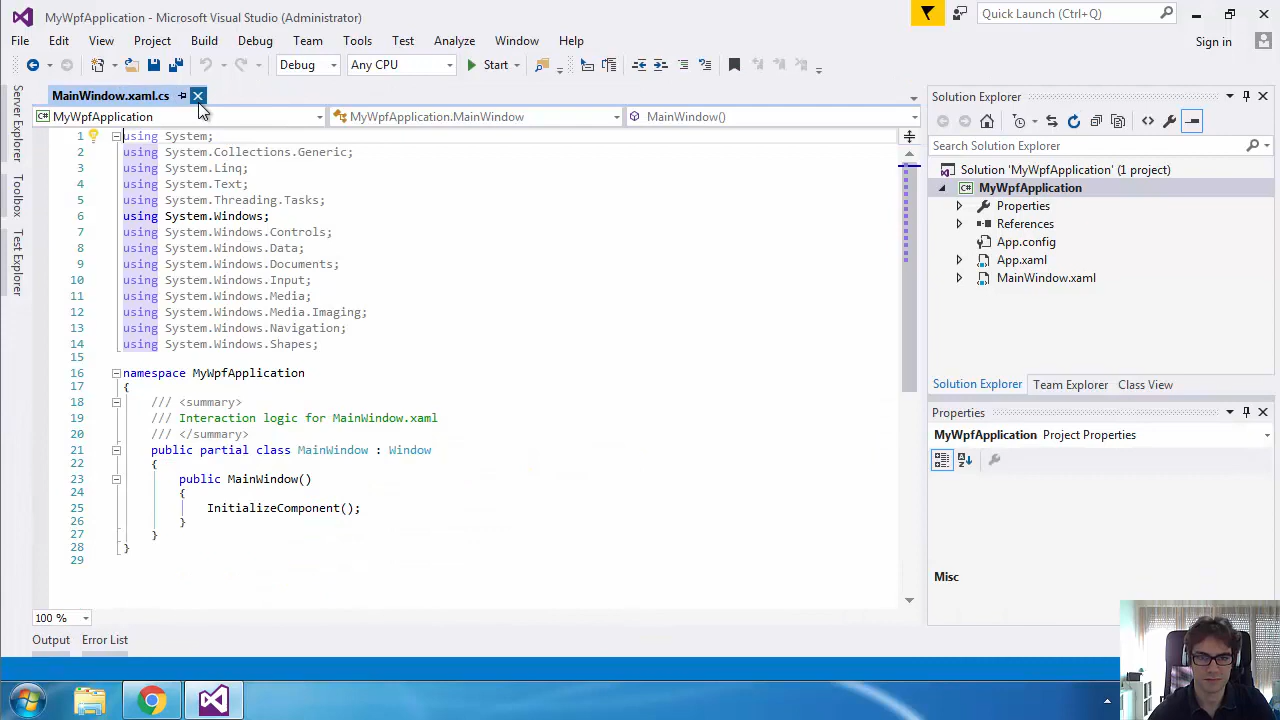 MyWpfApplication - Microsoft Visual Studio (Administrator)
Quick Launch (Ctrl+Q)
File Edit View Project Build Debug Team Tools Test Analyze Window Help
Sign in
Debug Any CPU Start
MainWindow.xaml.cs
MyWpfApplication MyWpfApplication.MainWindow MainWindow()
Server Explorer
Toolbox
Test Explorer
1 using System;
2 using System.Collections.Generic;
3 using System.Linq;
4 using System.Text;
5 using System.Threading.Tasks;
6 using System.Windows;
7 using System.Windows.Controls;
8 using System.Windows.Data;
9 using System.Windows.Documents;
10 using System.Windows.Input;
11 using System.Windows.Media;
12 using System.Windows.Media.Imaging;
13 using System.Windows.Navigation;
14 using System.Windows.Shapes;
15
16 namespace MyWpfApplication
17 {
18 /// <summary>
19 /// Interaction logic for MainWindow.xaml
20 /// </summary>
21 public partial class MainWindow : Window
22 {
23 public MainWindow()
24 {
25 InitializeComponent();
26 }
27 }
28 }
29
100 %
Output Error List
Solution Explorer
Search Solution Explorer
Solution 'MyWpfApplication' (1 project)
MyWpfApplication
Properties
References
App.config
App.xaml
MainWindow.xaml
Solution Explorer Team Explorer Class View
Properties
MyWpfApplication Project Properties
Misc